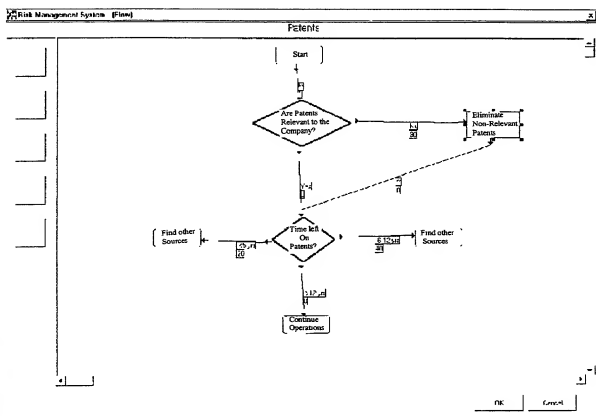 Risk Management System - [Flow]
Patents
Start
Are Patents
Relevant to the
Company?
Eliminate
Non-Relevant
Patents
Time left
On
Patents?
Find other
Sources
Find other
Sources
Continue
Operations
OK
Cancel